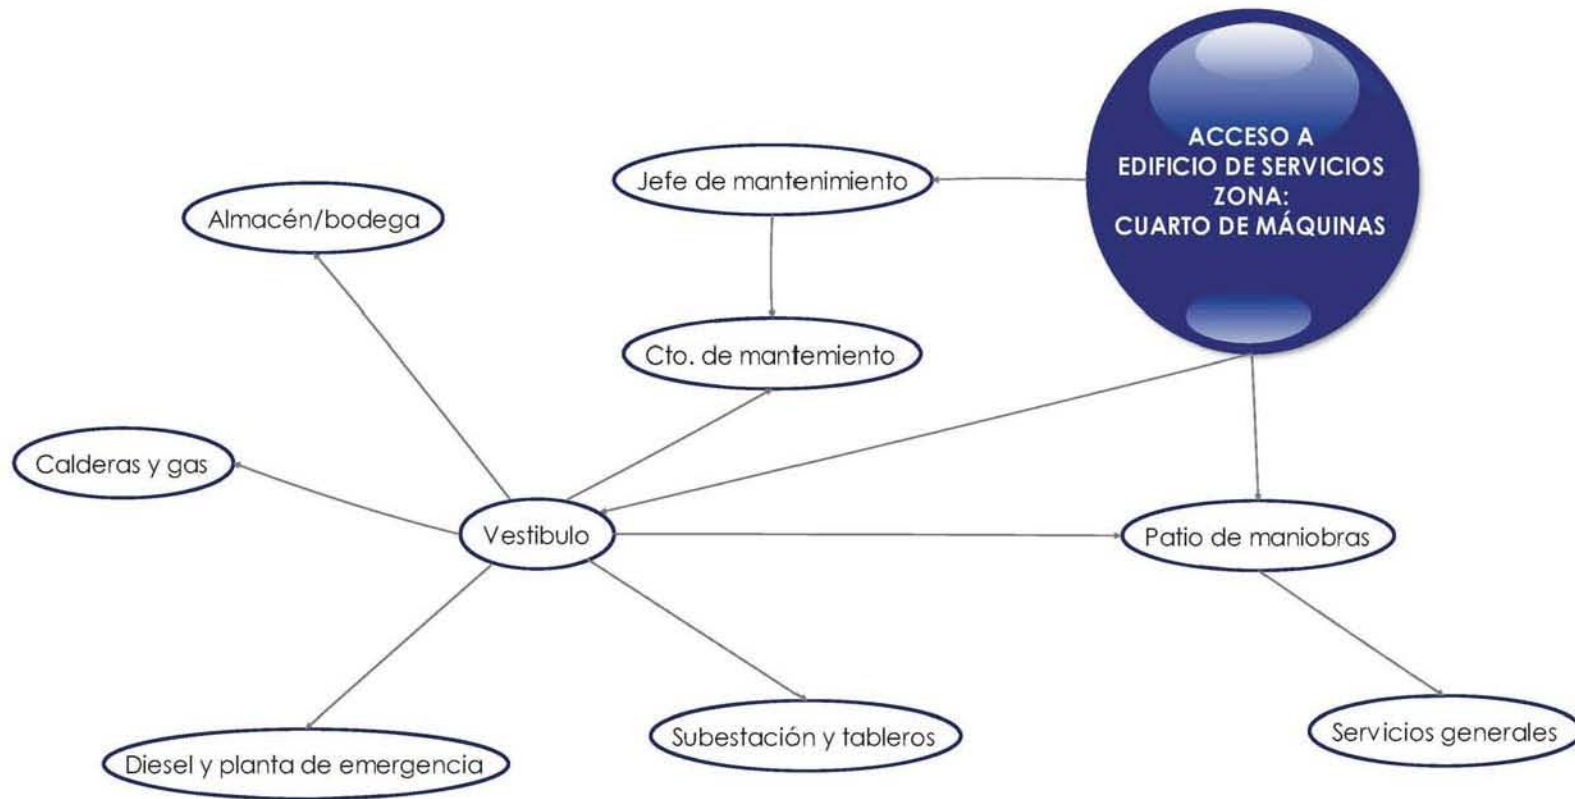 ACCESO A
EDIFICIO DE SERVICIOS
ZONA:
CUARTO DE MÁQUINAS
Jefe de mantenimiento
Almacén/bodega
Cto. de mantemiento
Calderas y gas
Vestibulo
Patio de maniobras
Servicios generales
Subestación y tableros
Diesel y planta de emergencia